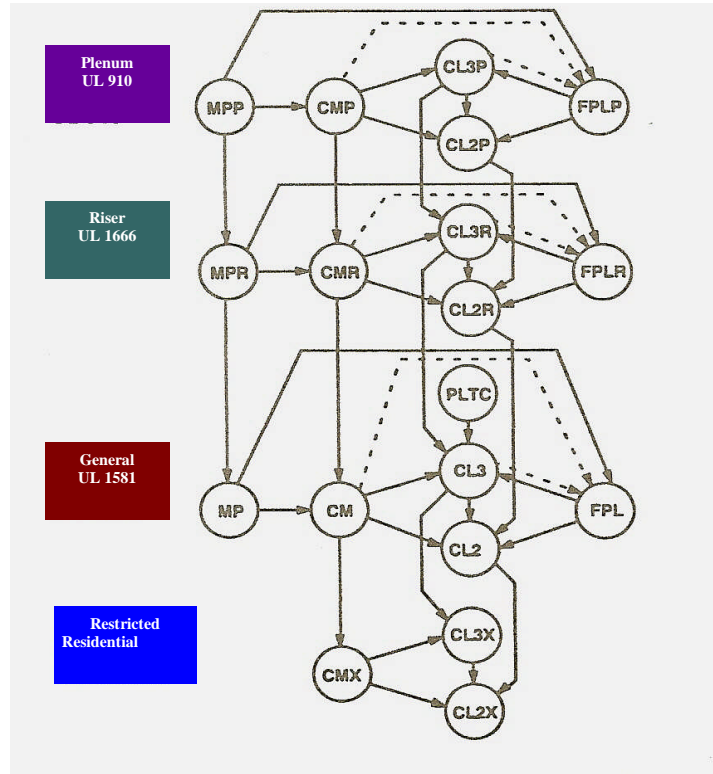 Plenum
UL 910
MPP
CMP
CL3P
CL2P
FPLP
Riser
UL 1666
MPR
CMR
CL3R
CL2R
FPLR
PLTC
General
UL 1581
MP
CM
CL3
CL2
FPL
Restricted
Residential
CMX
CL3X
CL2X